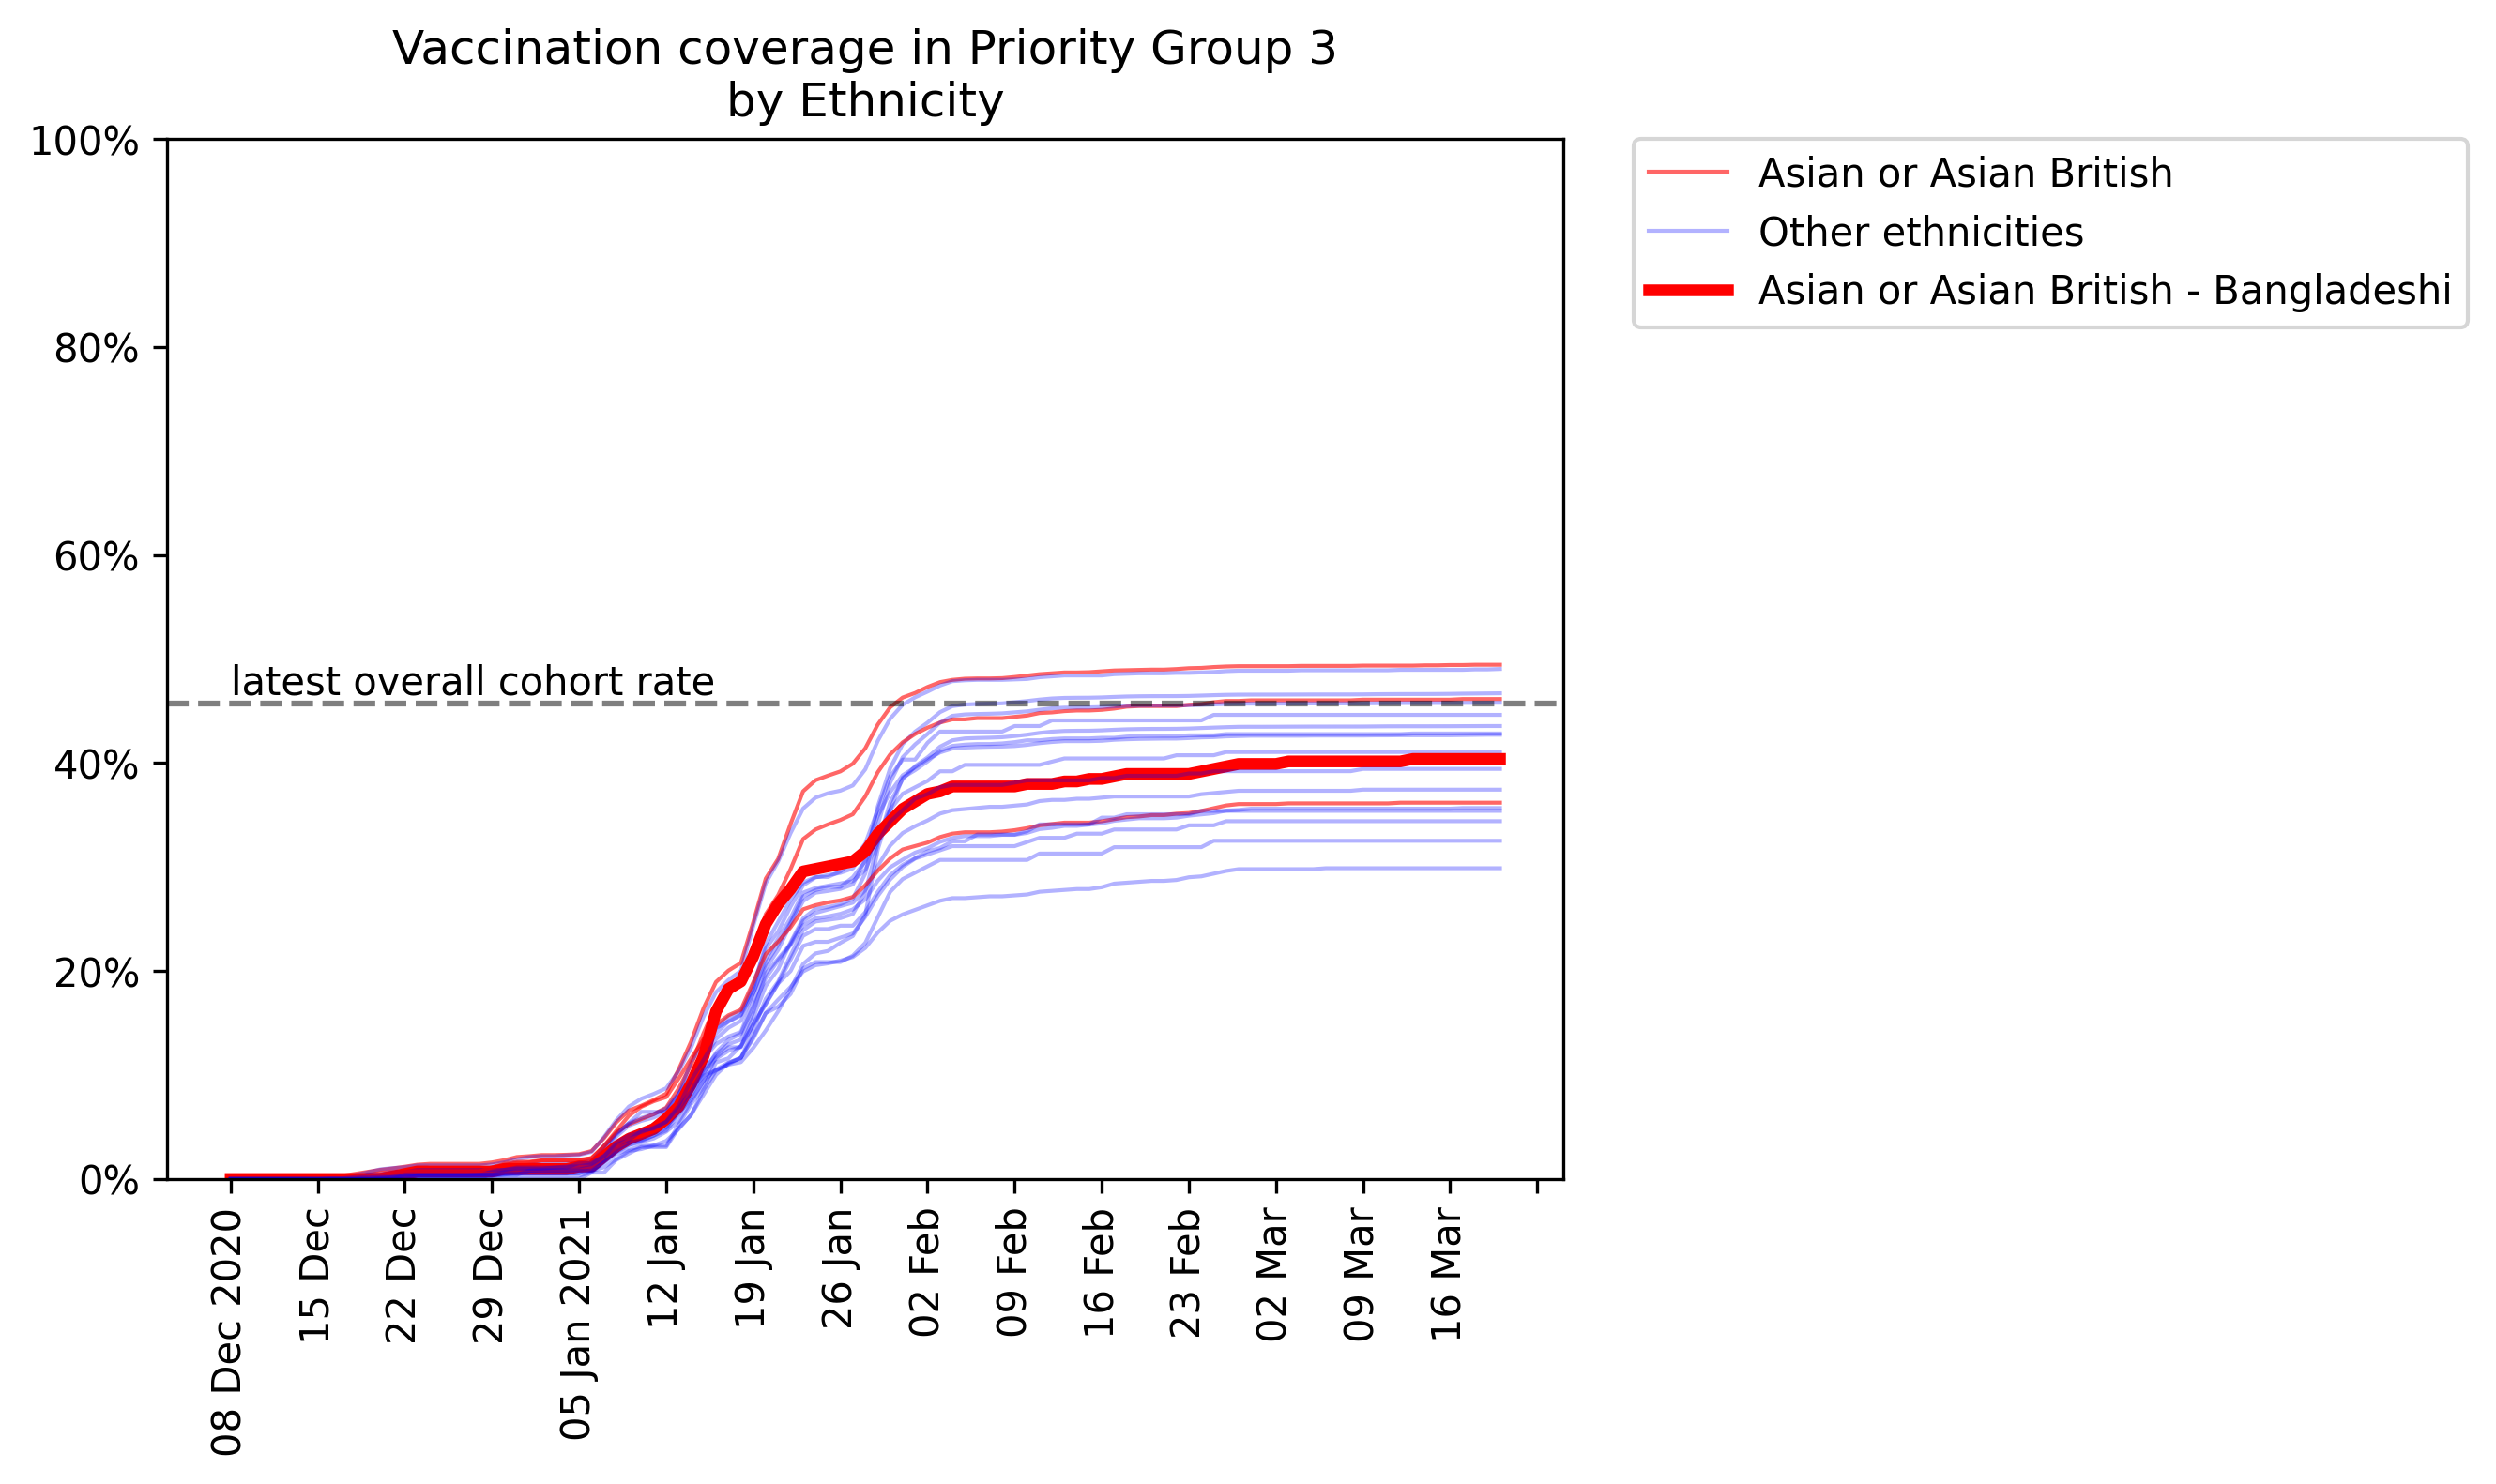 Vaccination coverage in Priority Group 3
by Ethnicity
100%
80%
60%
40%
20%
0%
latest overall cohort rate
08 Dec 2020
15 Dec
22 Dec
29 Dec
05 Jan 2021
12 Jan
19 Jan
26 Jan
02 Feb
09 Feb
16 Feb
23 Feb
02 Mar
09 Mar
16 Mar
Asian or Asian British
Other ethnicities
Asian or Asian British - Bangladeshi